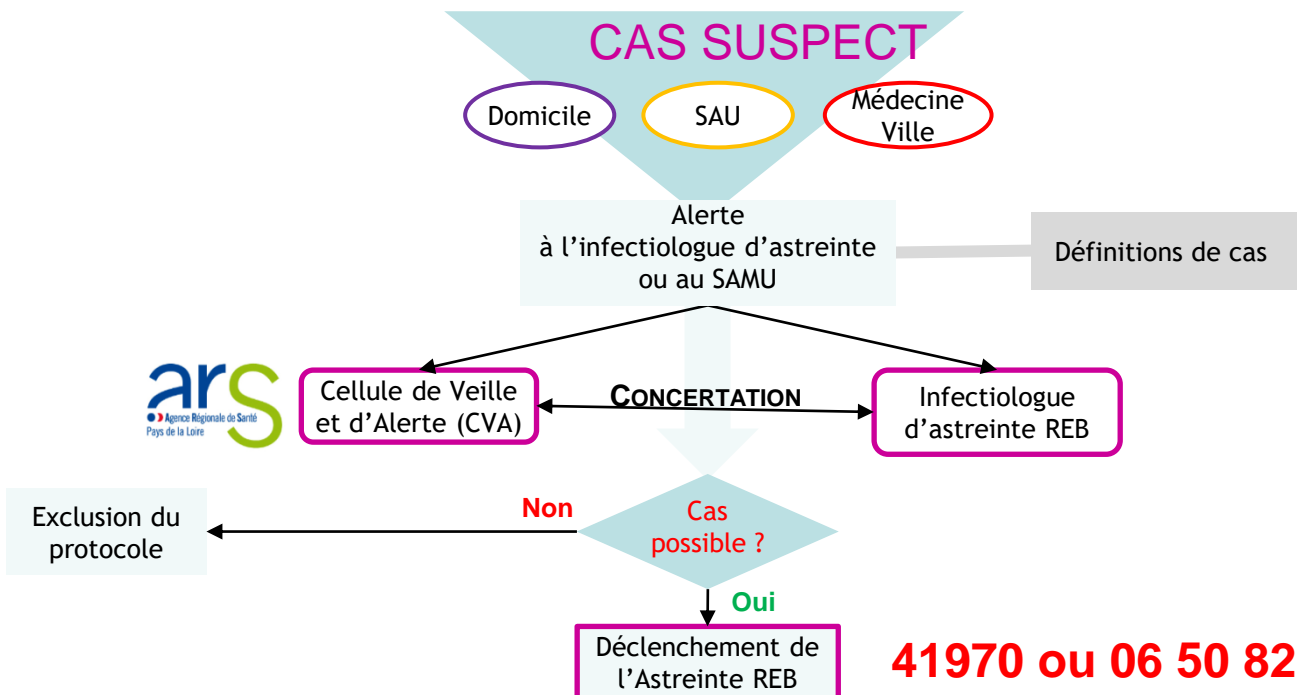 CAS SUSPECT
Domicile
SAU
Médecine
Ville
Alerte
à l’infectiologue d’astreinte
ou au SAMU
Définitions de cas
ars
Agence Régionale de Santé
Pays de la Loire
Cellule de Veille
et d’Alerte (CVA)
CONCERTATION
Infectiologue
d’astreinte REB
Exclusion du
protocole
Non
Cas
possible ?
Oui
Déclenchement de
l’Astreinte REB
41970 ou 06 50 82